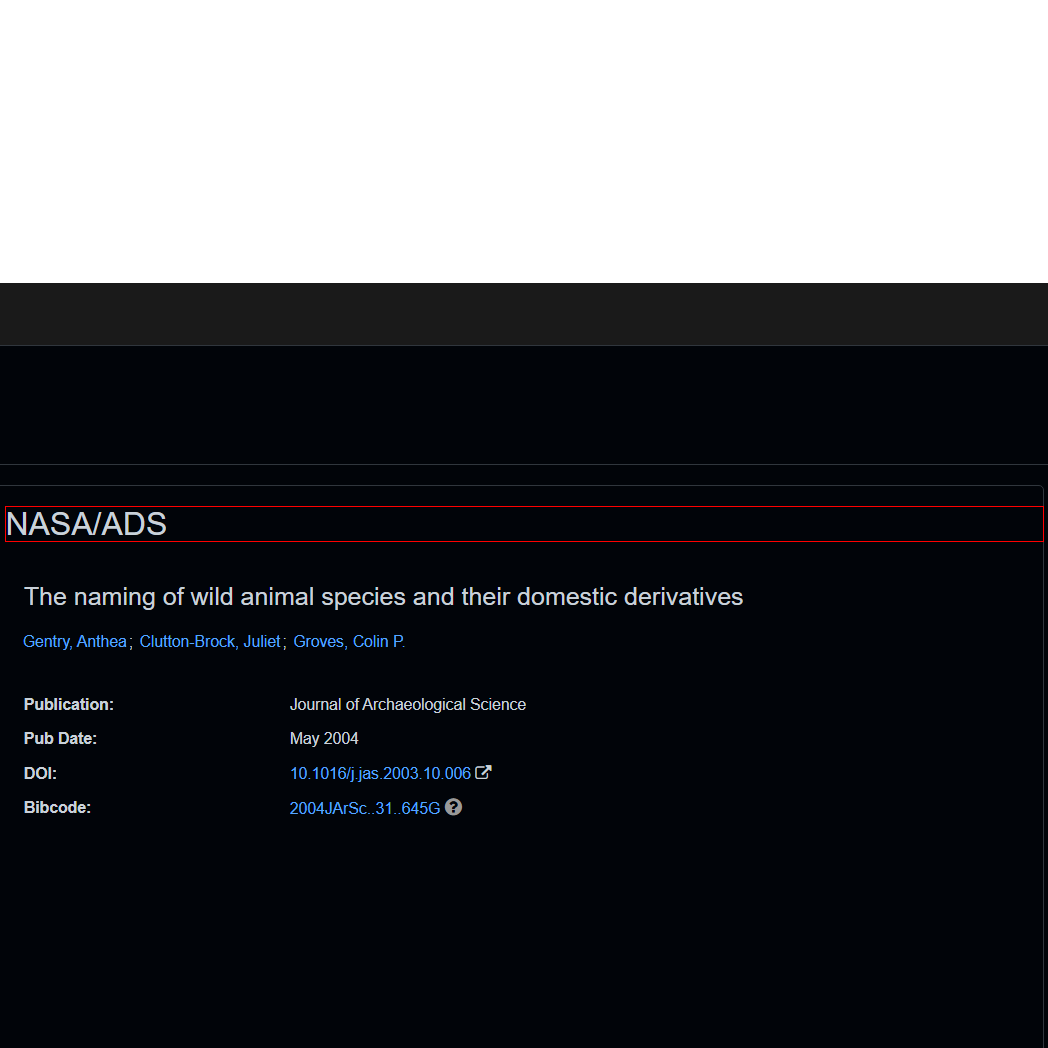 NASA/ADS
The naming of wild animal species and their domestic derivatives
Gentry, Anthea; Clutton-Brock, Juliet; Groves, Colin P.
Publication: Journal of Archaeological Science
Pub Date: May 2004
DOI: 10.1016/j.jas.2003.10.006
Bibcode: 2004JArSc..31..645G